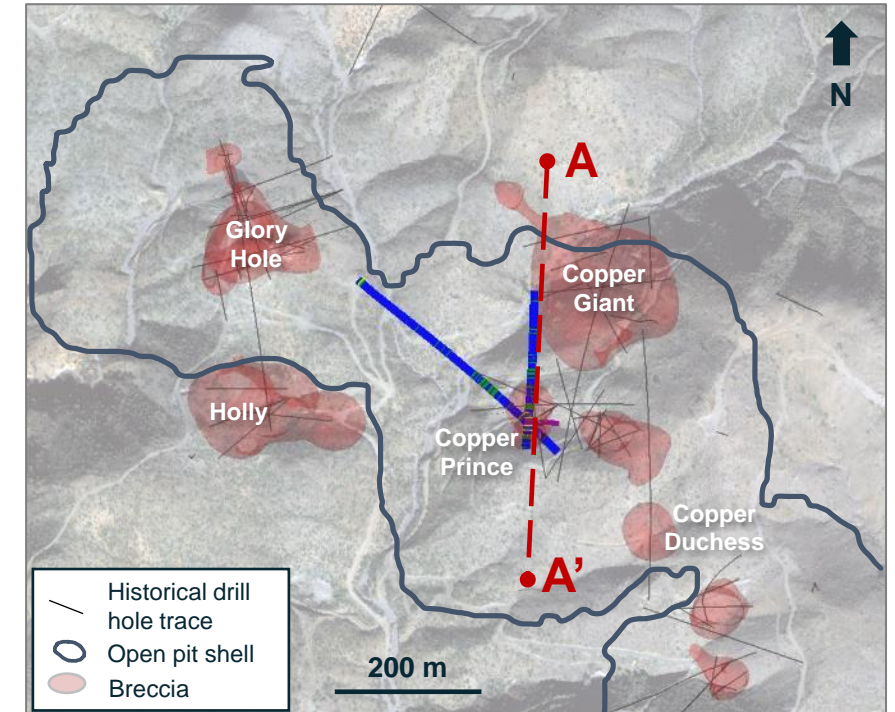 A
N
Glory
Hole
Copper
Giant
Holly
Copper
Prince
Copper
Duchess
A’
Historical drill
hole trace
Open pit shell
Breccia
200 m